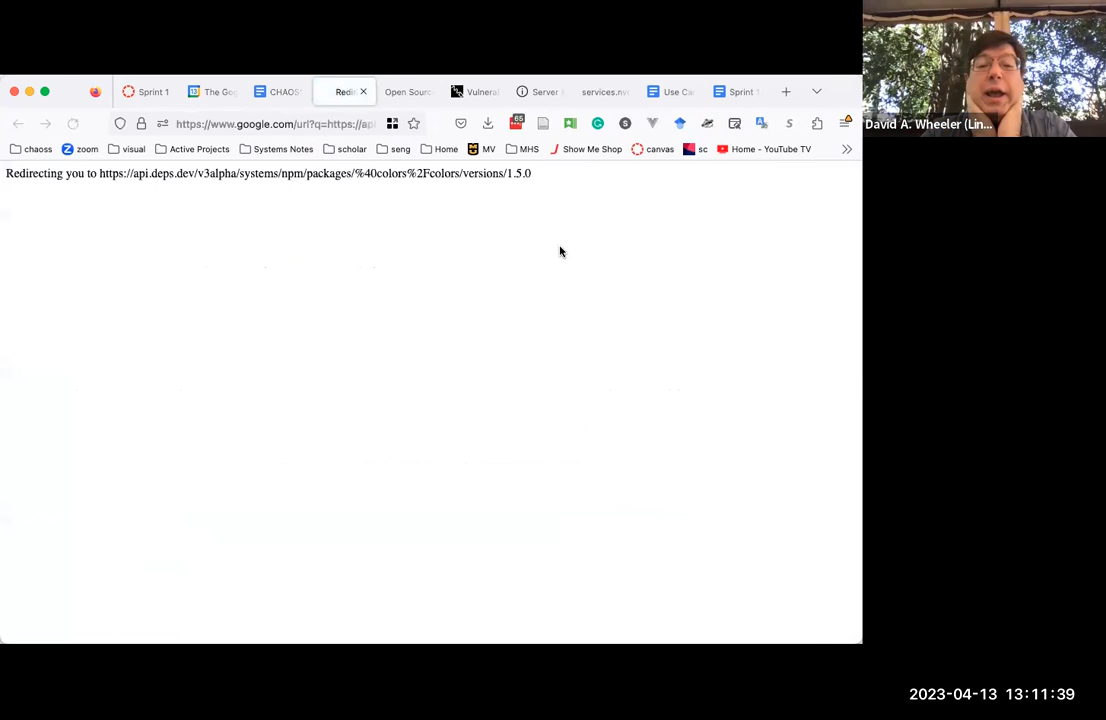 Sprint 1
The Go
CHAOS
Redi
Open Sourc
Vulnera
Server
services.nv
Use Ca
Sprint 1
https://www.google.com/url?q=https://api
65
chaoss
zoom
visual
Active Projects
Systems Notes
scholar
seng
Home
MV
MHS
Show Me Shop
canvas
sc
Home - YouTube TV
Redirecting you to https://api.deps.dev/v3alpha/systems/npm/packages/%40colors%2Fcolors/versions/1.5.0
David A. Wheeler (Lin...
2023-04-13 13:11:39